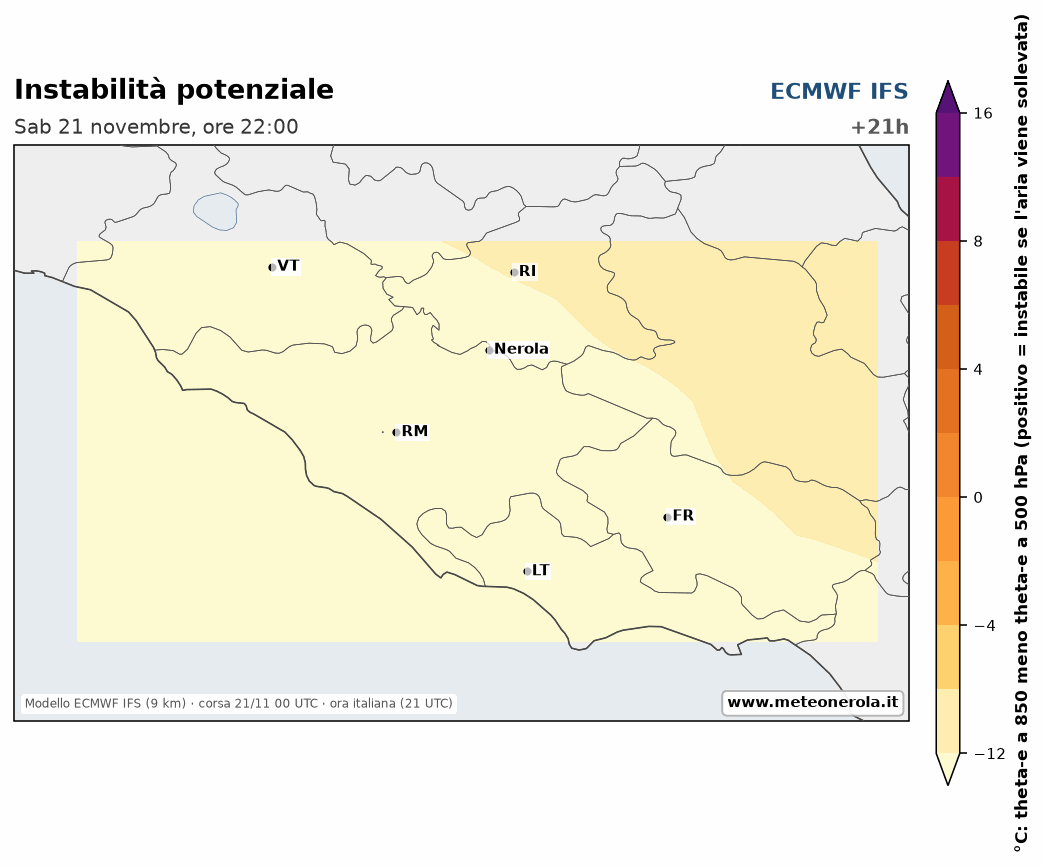 Instabilità potenziale
ECMWF IFS
Sab 21 novembre, ore 22:00
+21h
VT
RI
Nerola
RM
FR
LT
Modello ECMWF IFS (9 km) · corsa 21/11 00 UTC · ora italiana (21 UTC)
www.meteonerola.it
16
8
4
0
−4
−12
°C: theta-e a 850 meno theta-e a 500 hPa (positivo = instabile se l'aria viene sollevata)